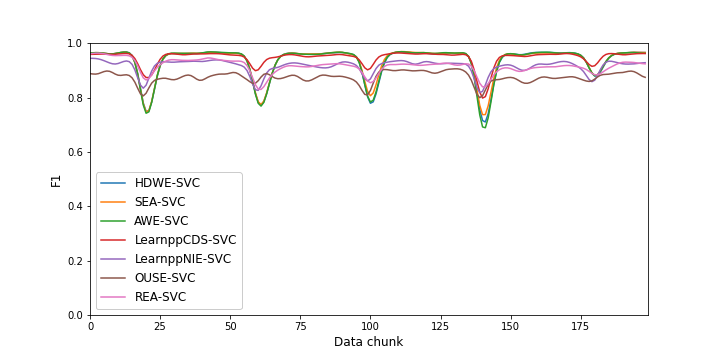 1.0
0.8
0.6
0.4
0.2
0.0
F1
HDWE-SVC
SEA-SVC
AWE-SVC
LearnppCDS-SVC
LearnppNIE-SVC
OUSE-SVC
REA-SVC
0 25 50 75 100 125 150 175
Data chunk